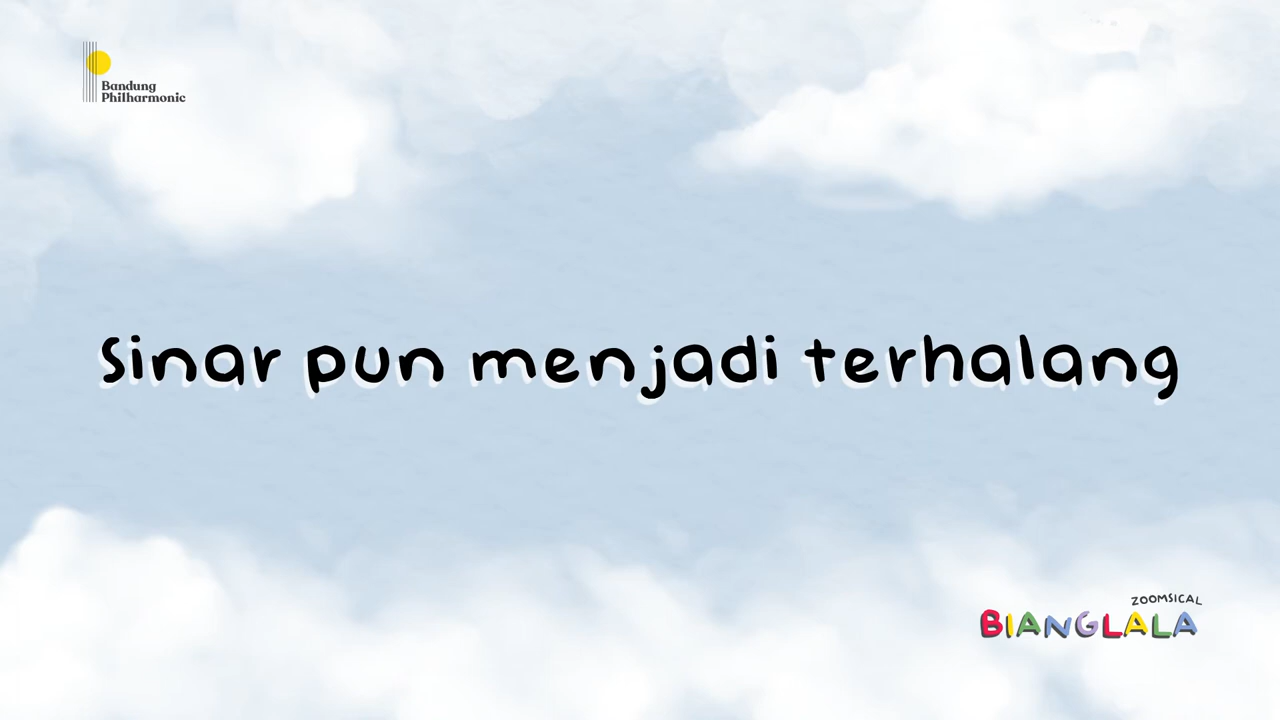 Bandung
Philharmonic
Sinar pun menjadi terhalang
ZOOMSICAL
BIANGLALA